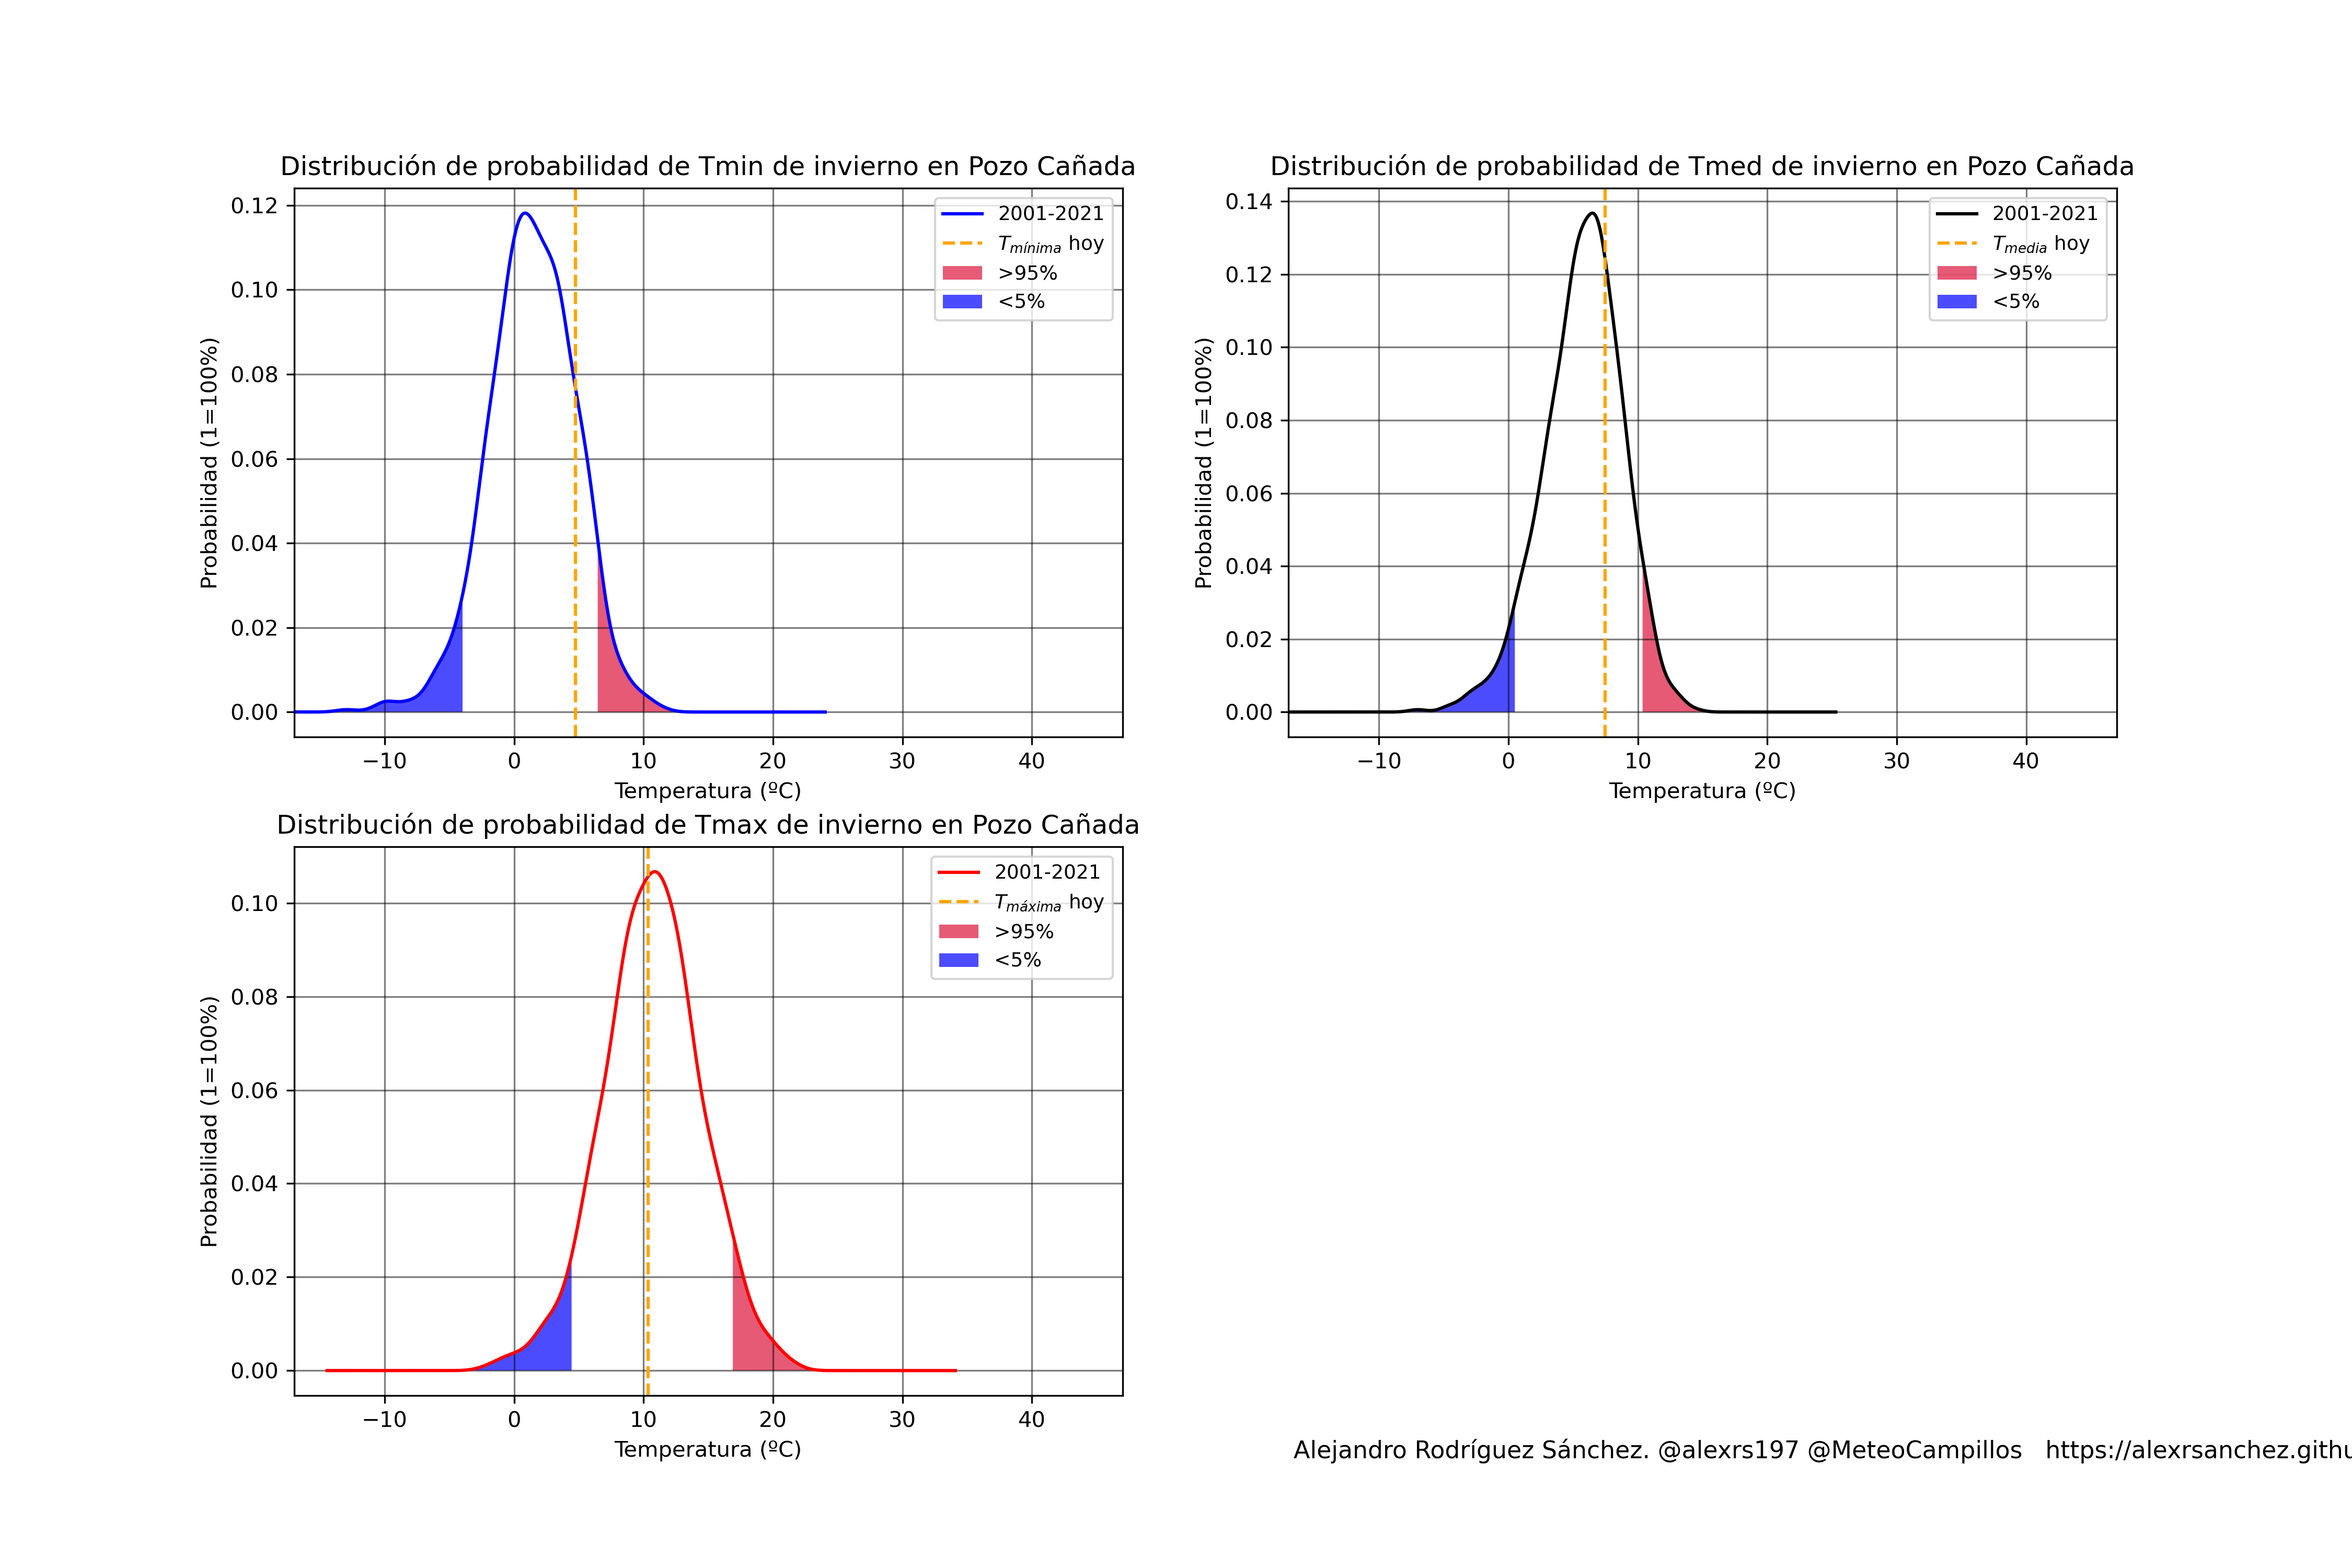 Distribución de probabilidad de Tmin de invierno en Pozo Cañada
0.12
0.10
0.08
0.06
0.04
0.02
0.00
Probabilidad (1=100%)
2001-2021
Tmínima hoy
>95%
<5%
−10 0 10 20 30 40
Temperatura (ºC)
Distribución de probabilidad de Tmed de invierno en Pozo Cañada
0.14
0.12
0.10
0.08
0.06
0.04
0.02
0.00
Probabilidad (1=100%)
2001-2021
Tmedia hoy
>95%
<5%
−10 0 10 20 30 40
Temperatura (ºC)
Distribución de probabilidad de Tmax de invierno en Pozo Cañada
0.10
0.08
0.06
0.04
0.02
0.00
Probabilidad (1=100%)
2001-2021
Tmáxima hoy
>95%
<5%
−10 0 10 20 30 40
Temperatura (ºC)
Alejandro Rodríguez Sánchez. @alexrs197 @MeteoCampillos https://alexrsanchez.githu